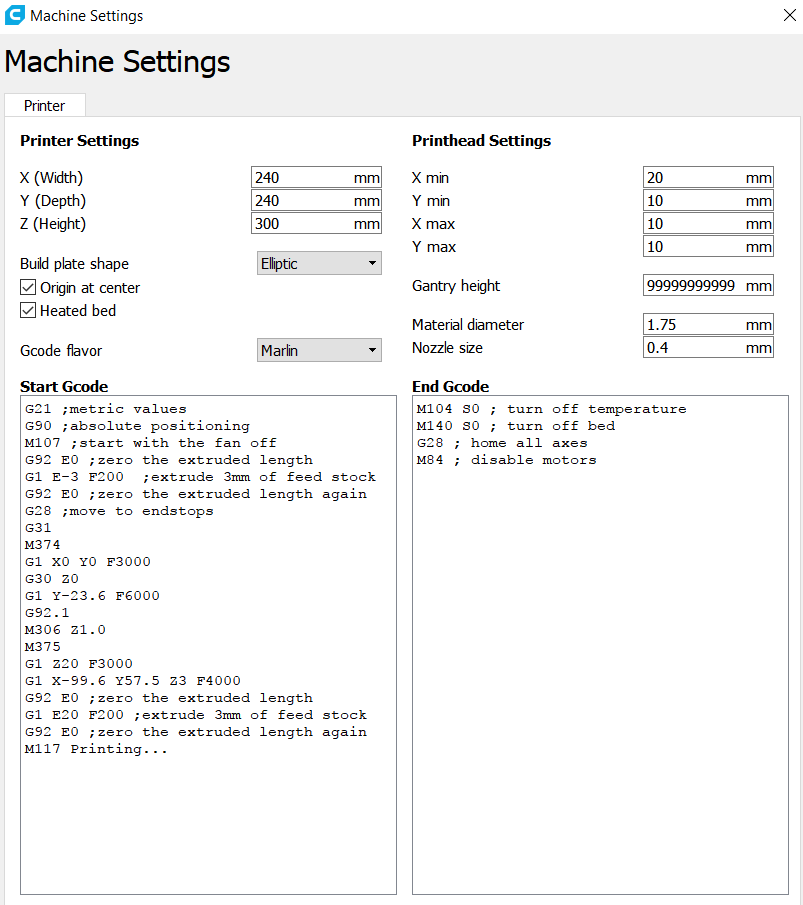 Machine Settings
Machine Settings
Printer
Printer Settings
X (Width) 240 mm
Y (Depth) 240 mm
Z (Height) 300 mm
Build plate shape Elliptic
Origin at center
Heated bed
Gcode flavor Marlin
Printhead Settings
X min 20 mm
Y min 10 mm
X max 10 mm
Y max 10 mm
Gantry height 99999999999 mm
Material diameter 1.75 mm
Nozzle size 0.4 mm
Start Gcode
G21 ;metric values
G90 ;absolute positioning
M107 ;start with the fan off
G92 E0 ;zero the extruded length
G1 E-3 F200  ;extrude 3mm of feed stock
G92 E0 ;zero the extruded length again
G28 ;move to endstops
G31
M374
G1 X0 Y0 F3000
G30 Z0
G1 Y-23.6 F6000
G92.1
M306 Z1.0
M375
G1 Z20 F3000
G1 X-99.6 Y57.5 Z3 F4000
G92 E0 ;zero the extruded length
G1 E20 F200 ;extrude 3mm of feed stock
G92 E0 ;zero the extruded length again
M117 Printing...
End Gcode
M104 S0 ; turn off temperature
M140 S0 ; turn off bed
G28 ; home all axes
M84 ; disable motors